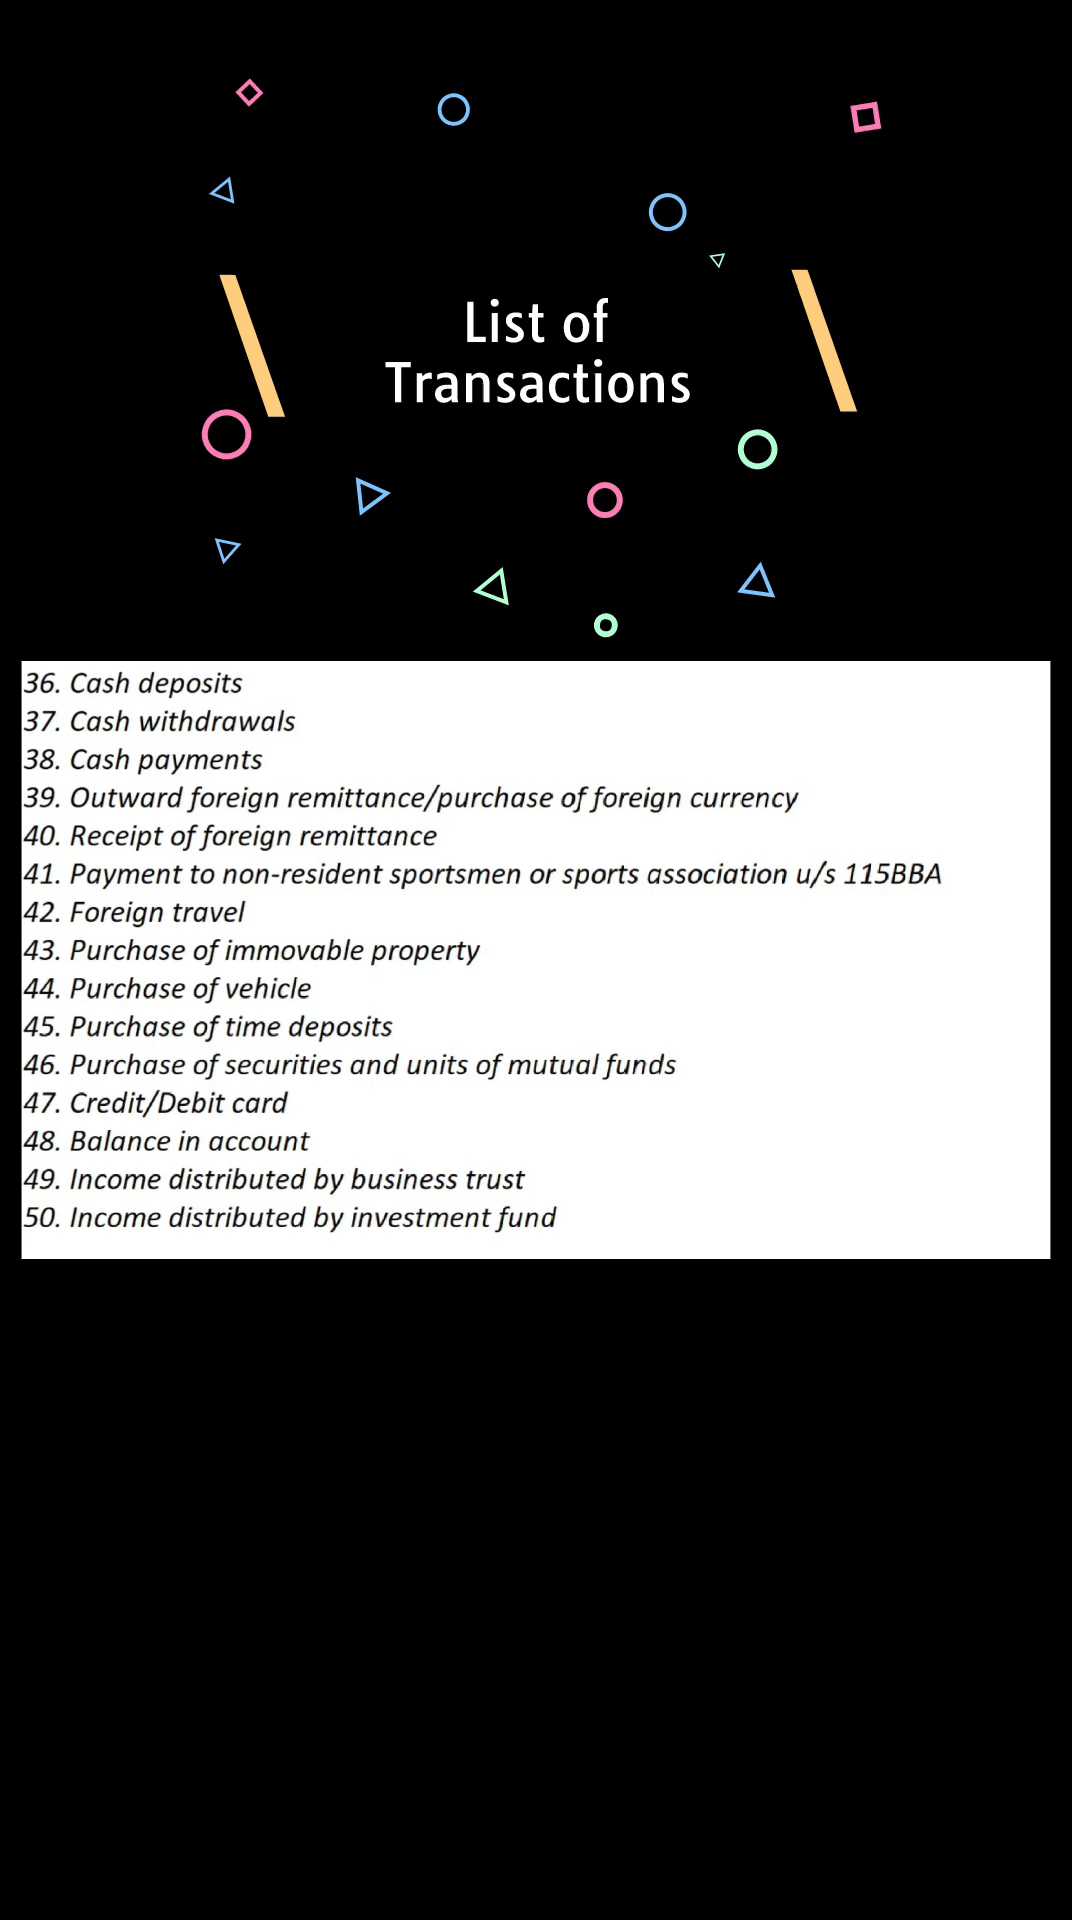 List of
Transactions
36. Cash deposits
37. Cash withdrawals
38. Cash payments
39. Outward foreign remittance/purchase of foreign currency
40. Receipt of foreign remittance
41. Payment to non-resident sportsmen or sports association u/s 115BBA
42. Foreign travel
43. Purchase of immovable property
44. Purchase of vehicle
45. Purchase of time deposits
46. Purchase of securities and units of mutual funds
47. Credit/Debit card
48. Balance in account
49. Income distributed by business trust
50. Income distributed by investment fund